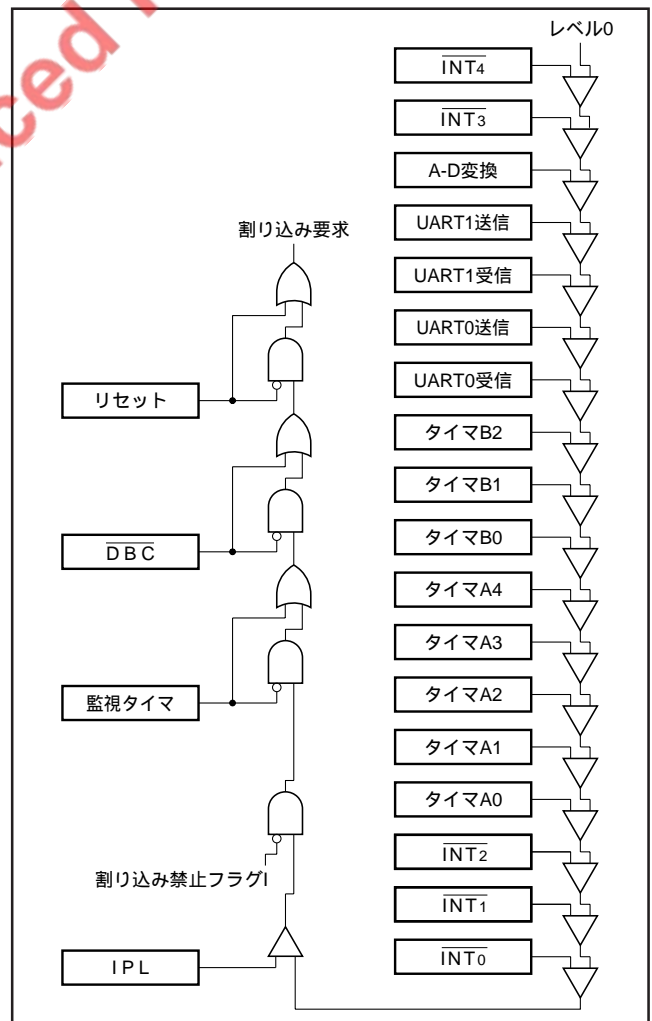 ced
レベル0
INT4
INT3
A-D変換
UART1送信
UART1受信
UART0送信
UART0受信
タイマB2
タイマB1
タイマB0
タイマA4
タイマA3
タイマA2
タイマA1
タイマA0
INT2
INT1
INT0
割り込み要求
リセット
DBC
監視タイマ
割り込み禁止フラグI
IPL